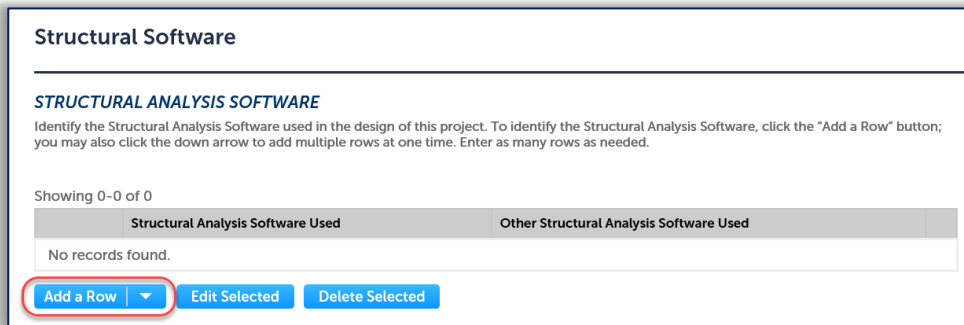 Structural Software
STRUCTURAL ANALYSIS SOFTWARE
Identify the Structural Analysis Software used in the design of this project. To identify the Structural Analysis Software, click the "Add a Row" button;
you may also click the down arrow to add multiple rows at one time. Enter as many rows as needed.
Showing 0-0 of 0
Structural Analysis Software Used Other Structural Analysis Software Used
No records found.
Add a Row Edit Selected Delete Selected